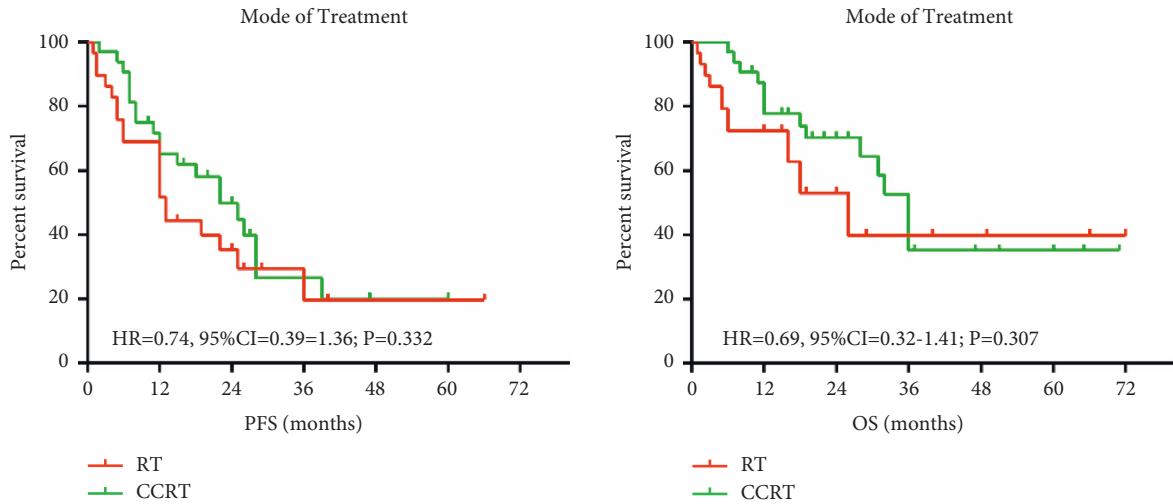 Mode of Treatment
100
80
60
40
20
0
Percent survival
HR=0.74, 95%CI=0.39=1.36; P=0.332
0 12 24 36 48 60 72
PFS (months)
RT
CCRT
Mode of Treatment
100
80
60
40
20
0
Percent survival
HR=0.69, 95%CI=0.32-1.41; P=0.307
0 12 24 36 48 60 72
OS (months)
RT
CCRT